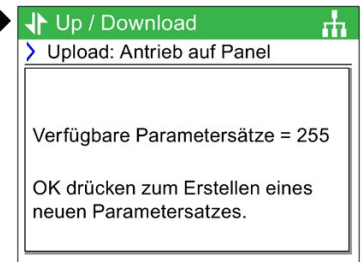 Up / Download
Upload: Antrieb auf Panel
Verfügbare Parametersätze = 255
OK drücken zum Erstellen eines
neuen Parametersatzes.